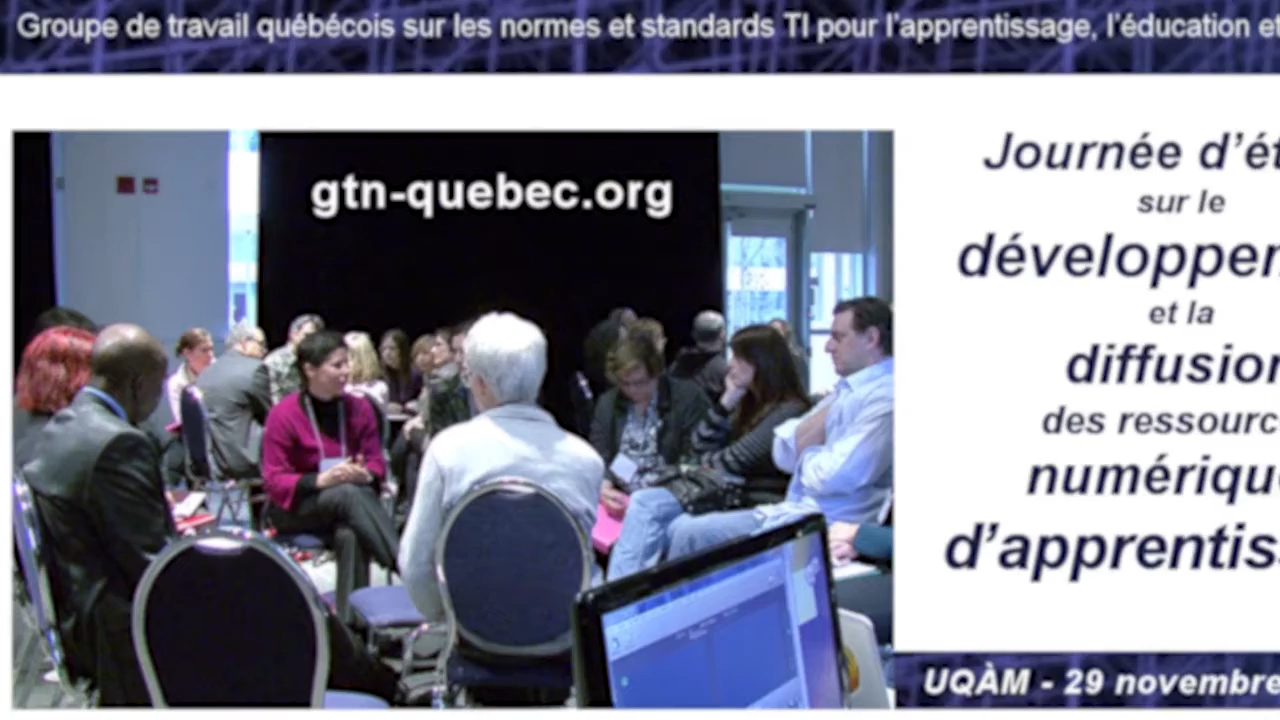 Groupe de travail québécois sur les normes et standards TI pour l'apprentissage, l'éducation et
gtn-quebec.org
Journée d'ét
sur le
développem
et la
diffusion
des ressourc
numérique
d'apprentiss
UQÀM - 29 novembre